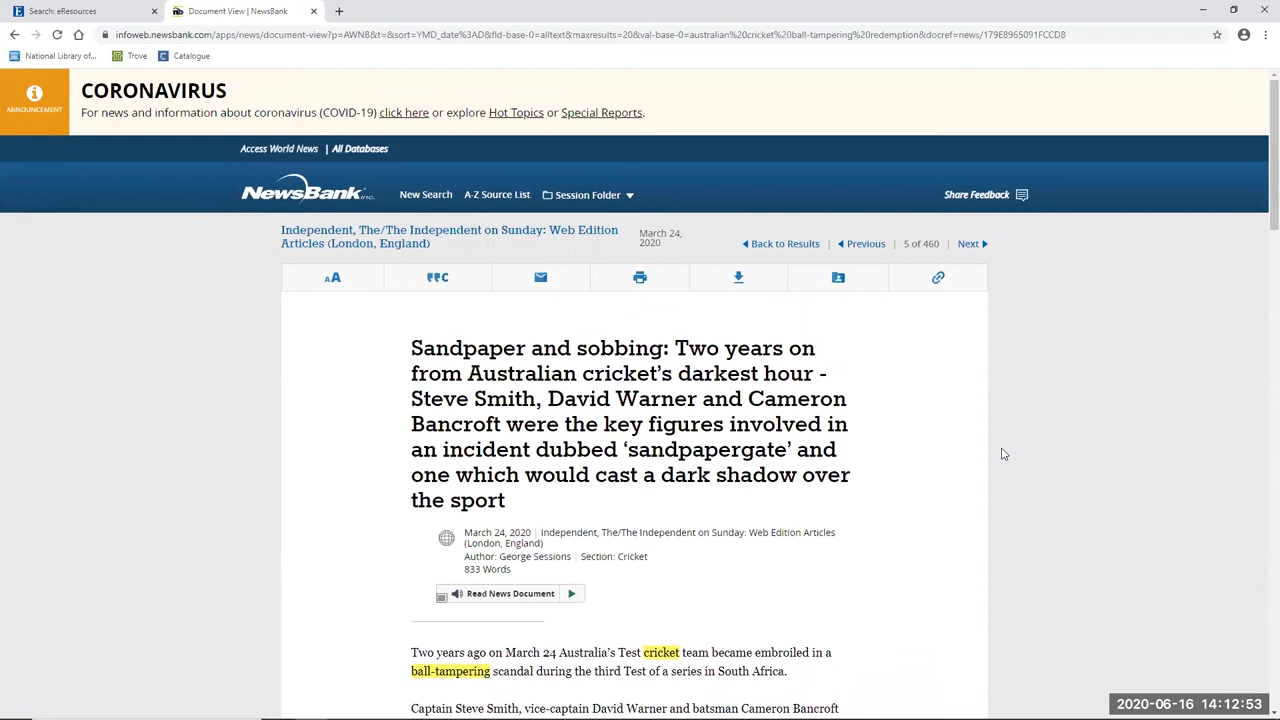 Search: eResources
Document View | NewsBank
infoweb.newsbank.com/apps/news/document-view?p=AWNB&t=&sort=YMD_date%3AD&fld-base-0=alltext&maxresults=20&val-base-0=australian%20cricket%20ball-tampering%20redemption&docref=news/179E8965091FCCD8
National Library of...
Trove
Catalogue
ANNOUNCEMENT
CORONAVIRUS
For news and information about coronavirus (COVID-19) click here or explore Hot Topics or Special Reports.
Access World News | All Databases
NewsBank inc.
New Search
A-Z Source List
Session Folder
Share Feedback
Independent, The/The Independent on Sunday: Web Edition
Articles (London, England)
March 24,
2020
Back to Results | Previous 5 of 460 Next
AA
C
Sandpaper and sobbing: Two years on
from Australian cricket’s darkest hour -
Steve Smith, David Warner and Cameron
Bancroft were the key figures involved in
an incident dubbed ‘sandpapergate’ and
one which would cast a dark shadow over
the sport
March 24, 2020 | Independent, The/The Independent on Sunday: Web Edition Articles
(London, England)
Author: George Sessions | Section: Cricket
833 Words
Read News Document
Two years ago on March 24 Australia’s Test cricket team became embroiled in a
ball-tampering scandal during the third Test of a series in South Africa.
Captain Steve Smith, vice-captain David Warner and batsman Cameron Bancroft
2020-06-16 14:12:53